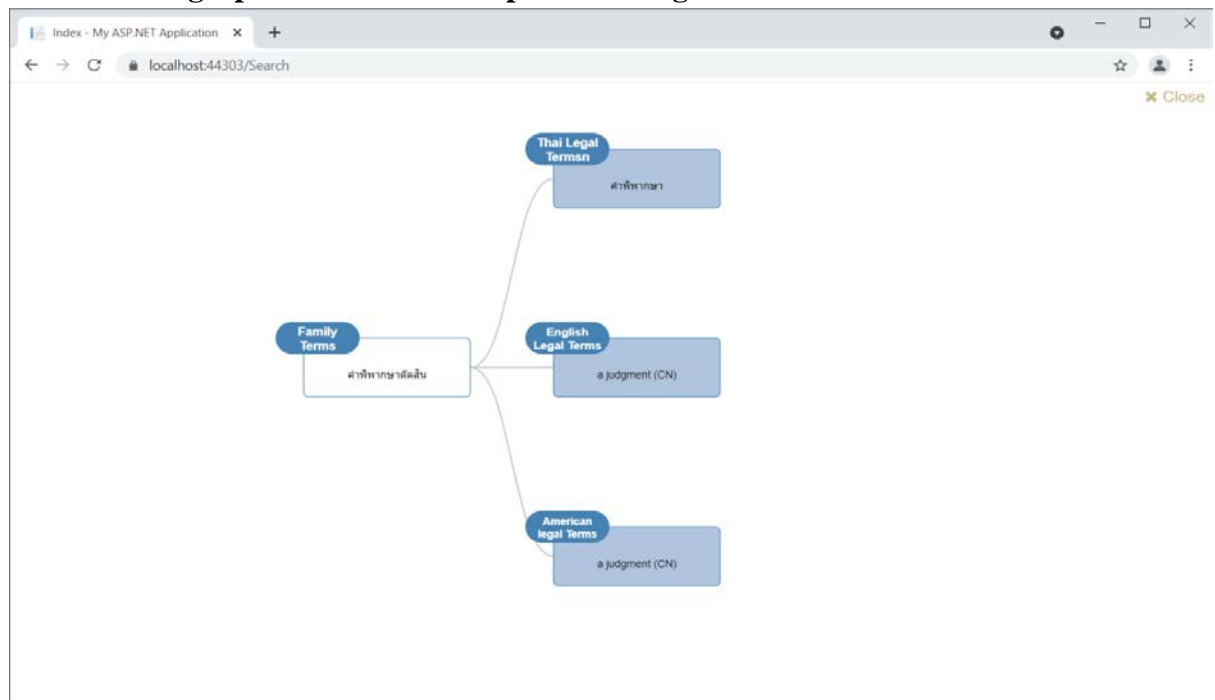 Index - My ASP.NET Application
localhost:44303/Search
Close
Thai Legal
Termsn
คำพิพากษา
Family
Terms
คำพิพากษาตัดสิน
English
Legal Terms
a judgment (CN)
American
legal Terms
a judgment (CN)